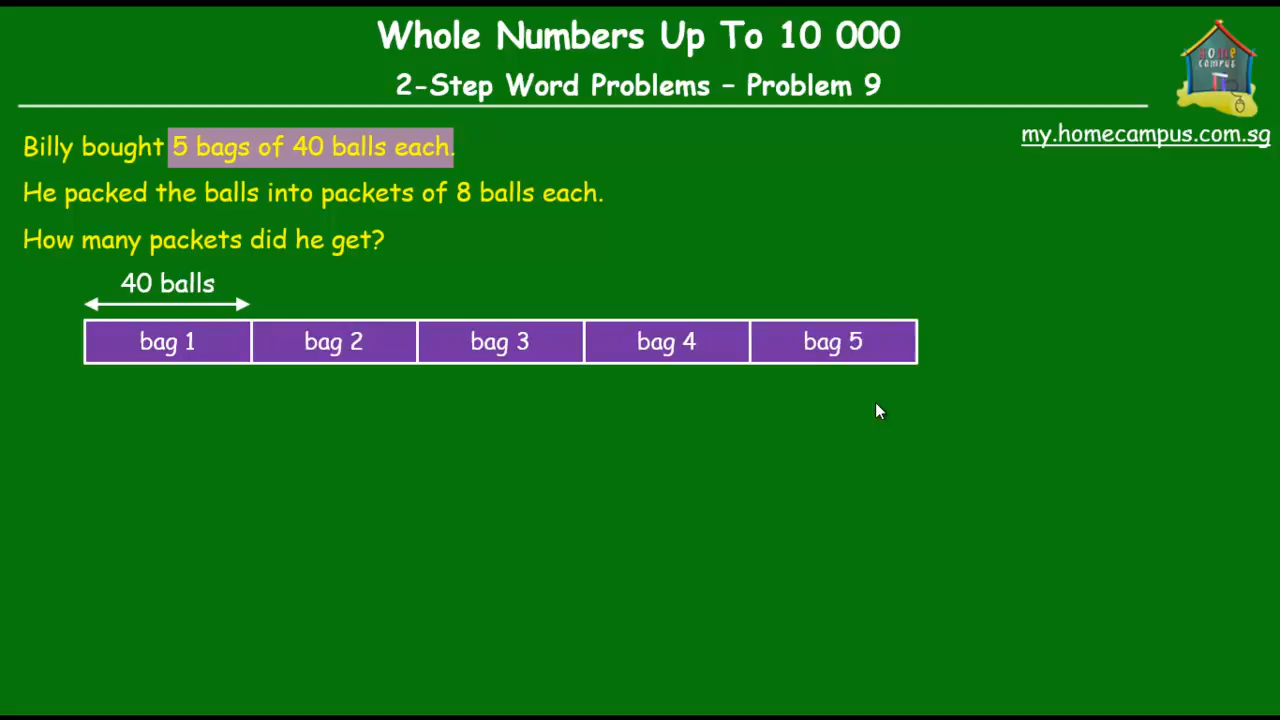 Whole Numbers Up To 10 000
2-Step Word Problems – Problem 9
Home
campus
my.homecampus.com.sg
Billy bought 5 bags of 40 balls each.
He packed the balls into packets of 8 balls each.
How many packets did he get?
40 balls
bag 1 bag 2 bag 3 bag 4 bag 5